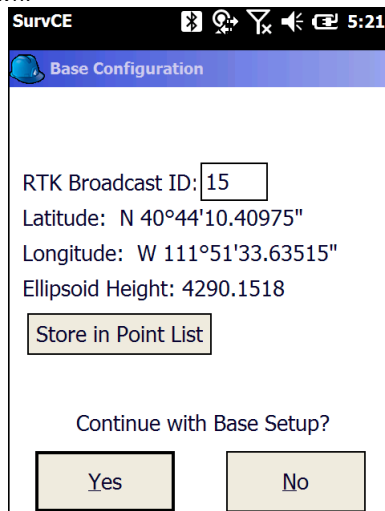 SurvCE 5:21
Base Configuration
RTK Broadcast ID: 15
Latitude: N 40°44'10.40975"
Longitude: W 111°51'33.63515"
Ellipsoid Height: 4290.1518
Store in Point List
Continue with Base Setup?
Yes No